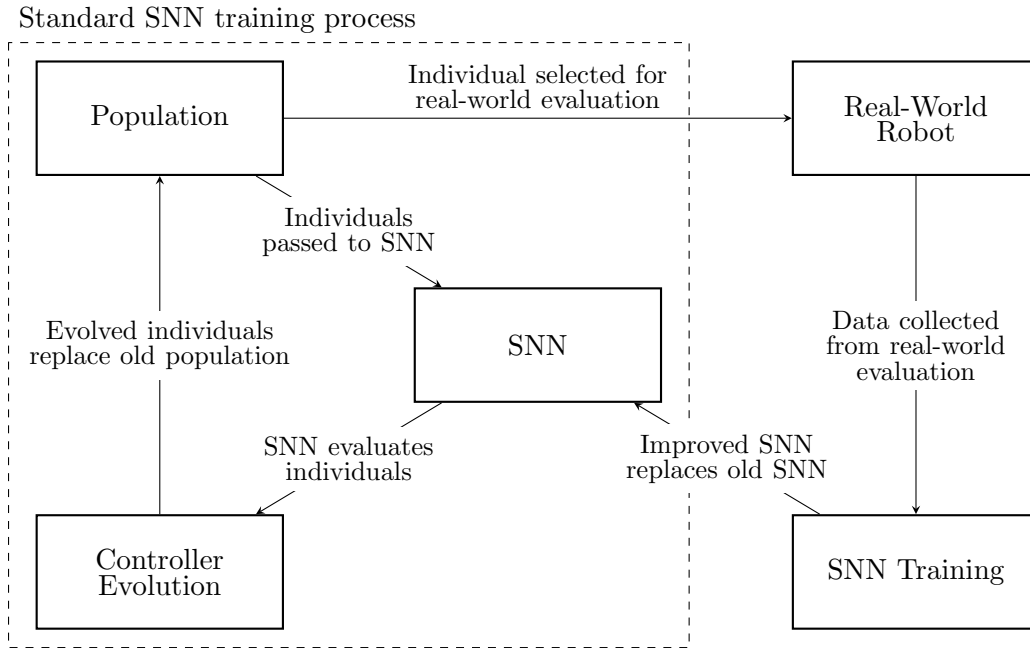 Standard SNN training process
Population
Individual selected for
real-world evaluation
Real-World
Robot
Individuals
passed to SNN
SNN
Evolved individuals
replace old population
Data collected
from real-world
evaluation
SNN evaluates
individuals
Improved SNN
replaces old SNN
Controller
Evolution
SNN Training